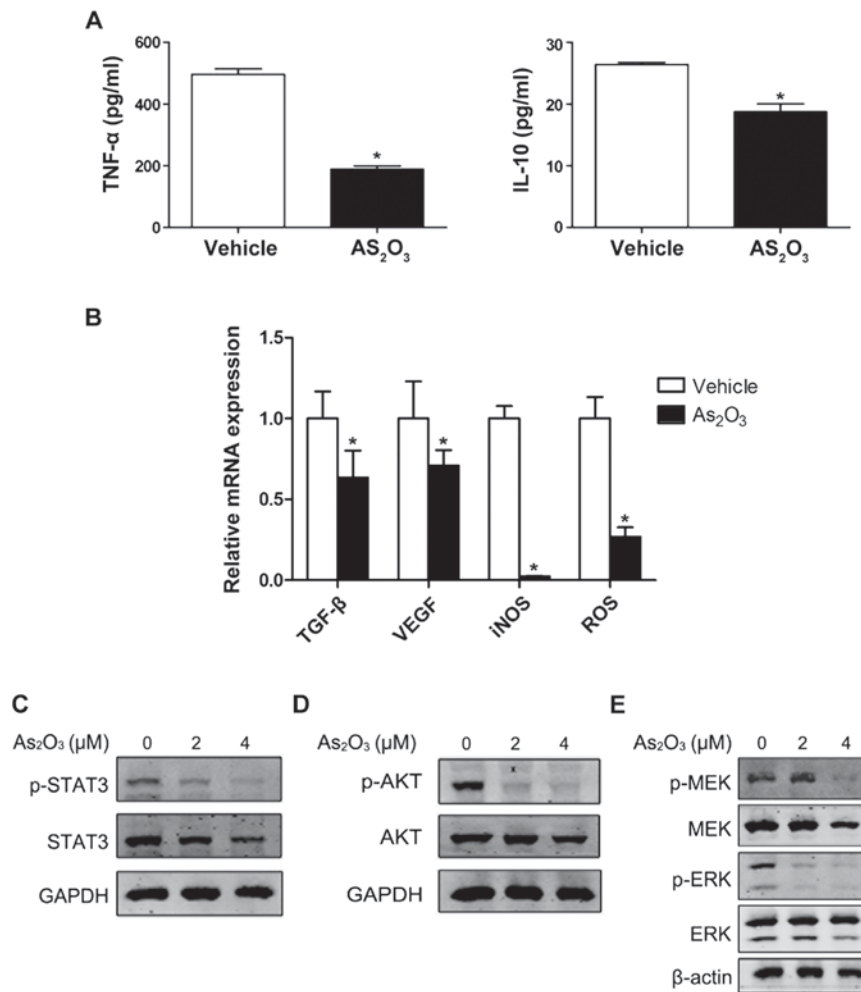 A
TNF-α (pg/ml)
600
400
200
0
*
Vehicle
AS₂O₃
IL-10 (pg/ml)
30
20
10
0
*
Vehicle
AS₂O₃
B
Relative mRNA expression
1.5
1.0
0.5
0.0
*
*
*
*
TGF-β
VEGF
iNOS
ROS
Vehicle
As₂O₃
C
As₂O₃ (μM) 0 2 4
p-STAT3
STAT3
GAPDH
D
As₂O₃ (μM) 0 2 4
p-AKT
AKT
GAPDH
E
As₂O₃ (μM) 0 2 4
p-MEK
MEK
p-ERK
ERK
β-actin